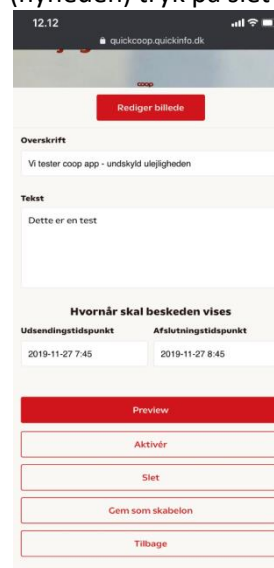 (nyheden) tryk på slet
12.12
quickcoop.quickinfo.dk
coop
Rediger billede
Overskrift
Vi tester coop app - undskyld ulejligheden
Tekst
Dette er en test
Hvornår skal beskeden vises
Udsendingstidspunkt Afslutningstidspunkt
2019-11-27 7:45 2019-11-27 8:45
Preview
Aktivér
Slet
Gem som skabelon
Tilbage